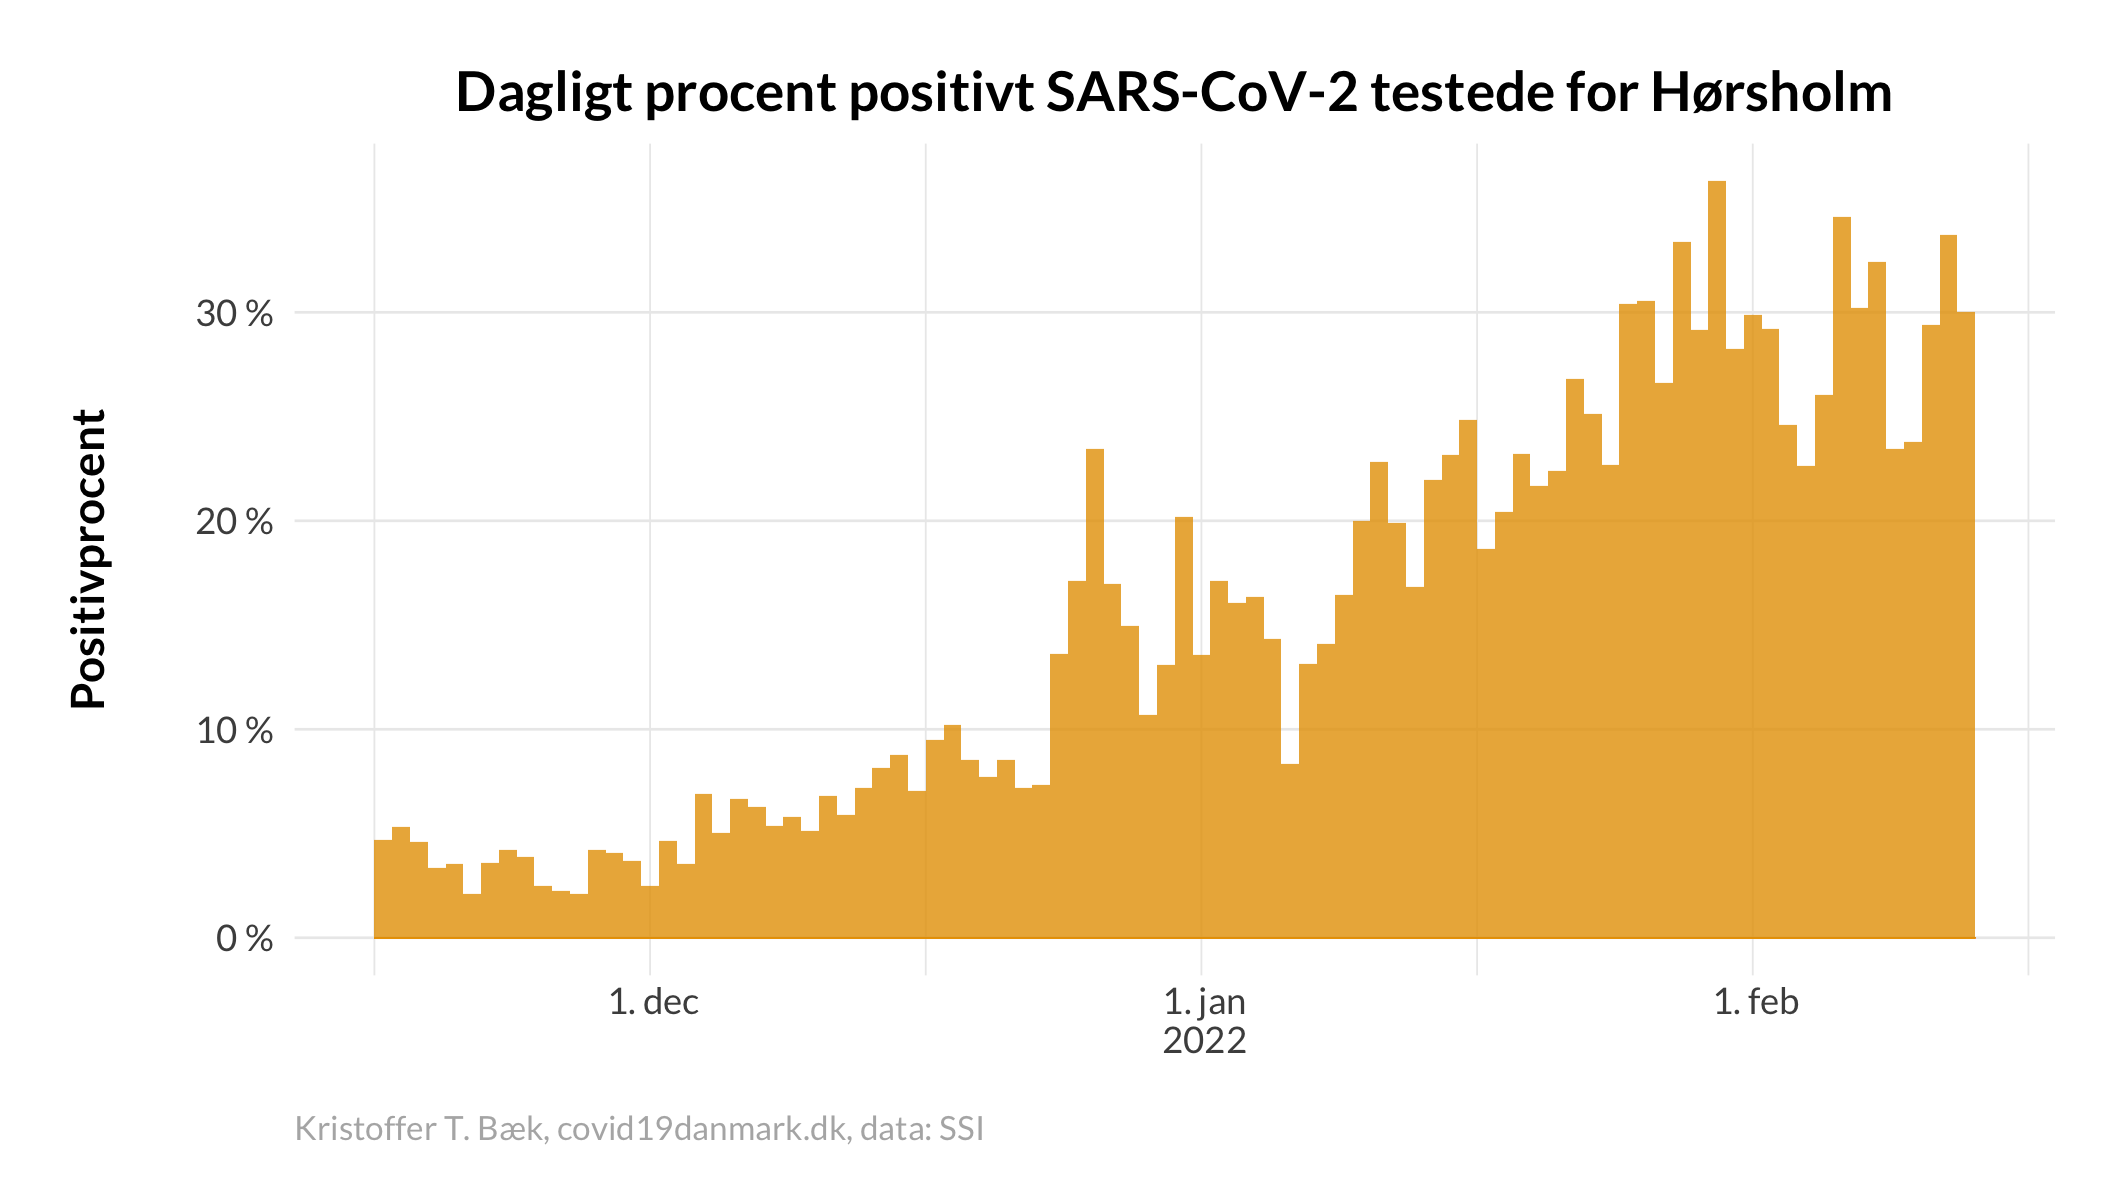 Dagligt procent positivt SARS-CoV-2 testede for Hørsholm
Positivprocent
30 %
20 %
10 %
0 %
1. dec
1. jan
2022
1. feb
Kristoffer T. Bæk, covid19danmark.dk, data: SSI